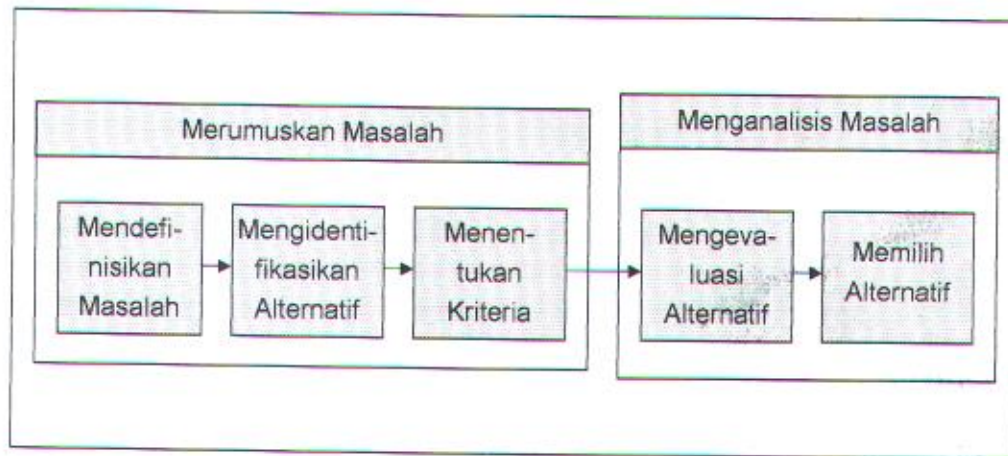 Merumuskan Masalah
Mendefi-
nisikan
Masalah
Mengidenti-
fikasikan
Alternatif
Menen-
tukan
Kriteria
Menganalisis Masalah
Mengeva-
luasi
Alternatif
Memilih
Alternatif